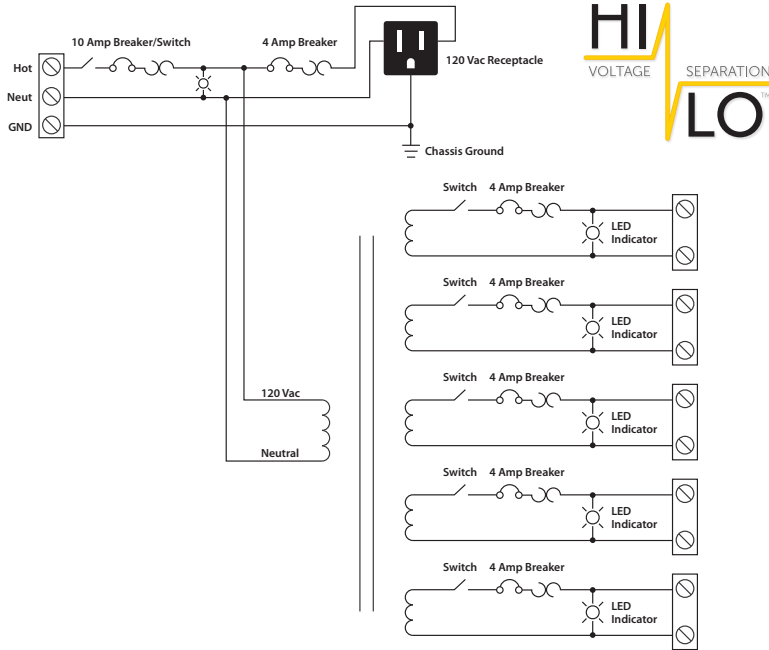 HI
VOLTAGE SEPARATION
LO™
10 Amp Breaker/Switch
4 Amp Breaker
120 Vac Receptacle
Hot
Neut
GND
Chassis Ground
Switch 4 Amp Breaker
LED
Indicator
Switch 4 Amp Breaker
LED
Indicator
120 Vac
Neutral
Switch 4 Amp Breaker
LED
Indicator
Switch 4 Amp Breaker
LED
Indicator
Switch 4 Amp Breaker
LED
Indicator